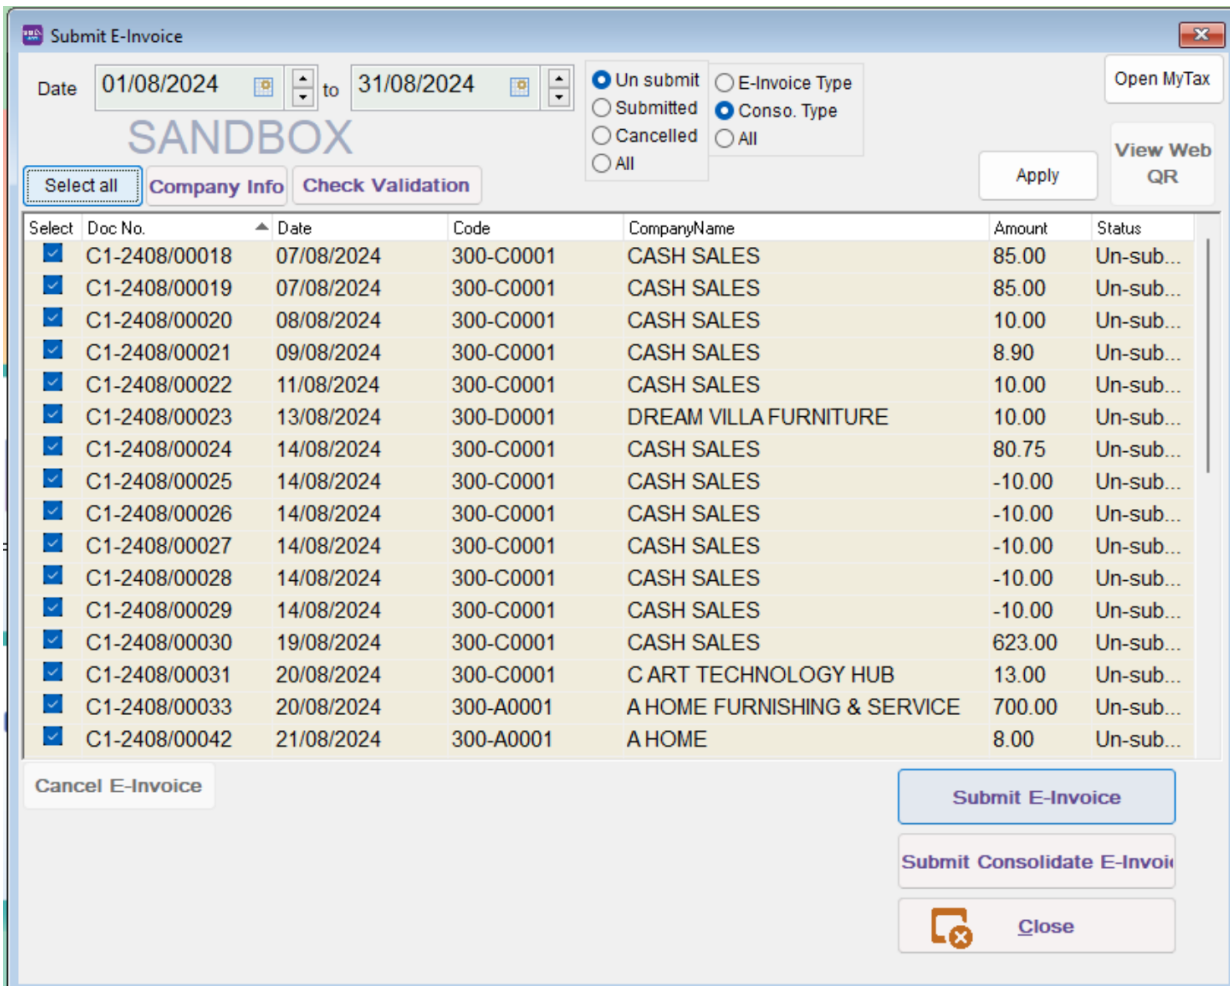 Submit E-Invoice
Date 01/08/2024 to 31/08/2024
Un submit
Submitted
Cancelled
All
E-Invoice Type
Conso. Type
All
Open MyTax
SANDBOX
View Web QR
Apply
Select all Company Info Check Validation
Select Doc No. Date Code CompanyName Amount Status
C1-2408/00018 07/08/2024 300-C0001 CASH SALES 85.00 Un-sub...
C1-2408/00019 07/08/2024 300-C0001 CASH SALES 85.00 Un-sub...
C1-2408/00020 08/08/2024 300-C0001 CASH SALES 10.00 Un-sub...
C1-2408/00021 09/08/2024 300-C0001 CASH SALES 8.90 Un-sub...
C1-2408/00022 11/08/2024 300-C0001 CASH SALES 10.00 Un-sub...
C1-2408/00023 13/08/2024 300-D0001 DREAM VILLA FURNITURE 10.00 Un-sub...
C1-2408/00024 14/08/2024 300-C0001 CASH SALES 80.75 Un-sub...
C1-2408/00025 14/08/2024 300-C0001 CASH SALES -10.00 Un-sub...
C1-2408/00026 14/08/2024 300-C0001 CASH SALES -10.00 Un-sub...
C1-2408/00027 14/08/2024 300-C0001 CASH SALES -10.00 Un-sub...
C1-2408/00028 14/08/2024 300-C0001 CASH SALES -10.00 Un-sub...
C1-2408/00029 14/08/2024 300-C0001 CASH SALES -10.00 Un-sub...
C1-2408/00030 19/08/2024 300-C0001 CASH SALES 623.00 Un-sub...
C1-2408/00031 20/08/2024 300-C0001 C ART TECHNOLOGY HUB 13.00 Un-sub...
C1-2408/00033 20/08/2024 300-A0001 A HOME FURNISHING & SERVICE 700.00 Un-sub...
C1-2408/00042 21/08/2024 300-A0001 A HOME 8.00 Un-sub...
Cancel E-Invoice
Submit E-Invoice
Submit Consolidate E-Invoi
Close